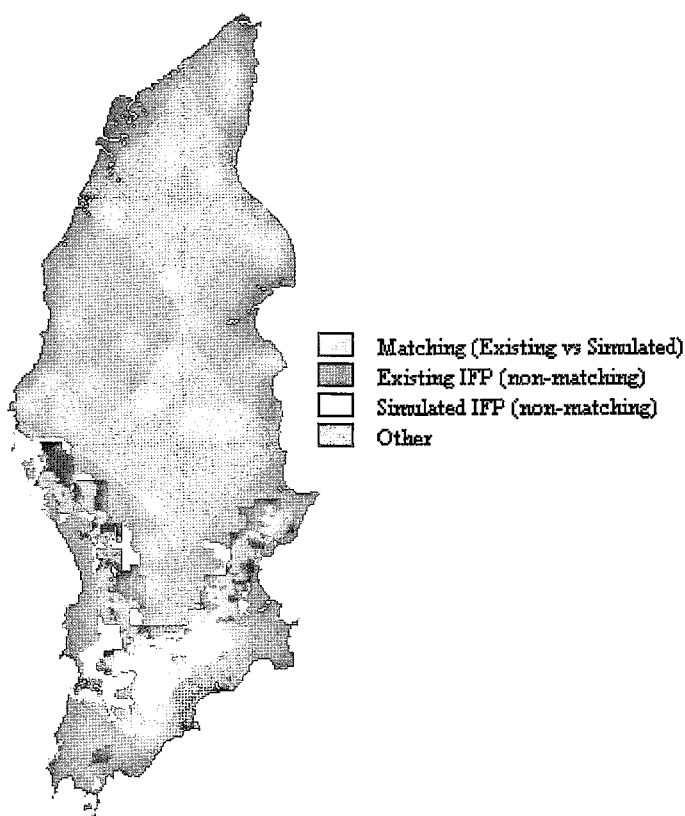 Matching (Existing vs Simulated)
Existing IFP (non-matching)
Simulated IFP (non-matching)
Other